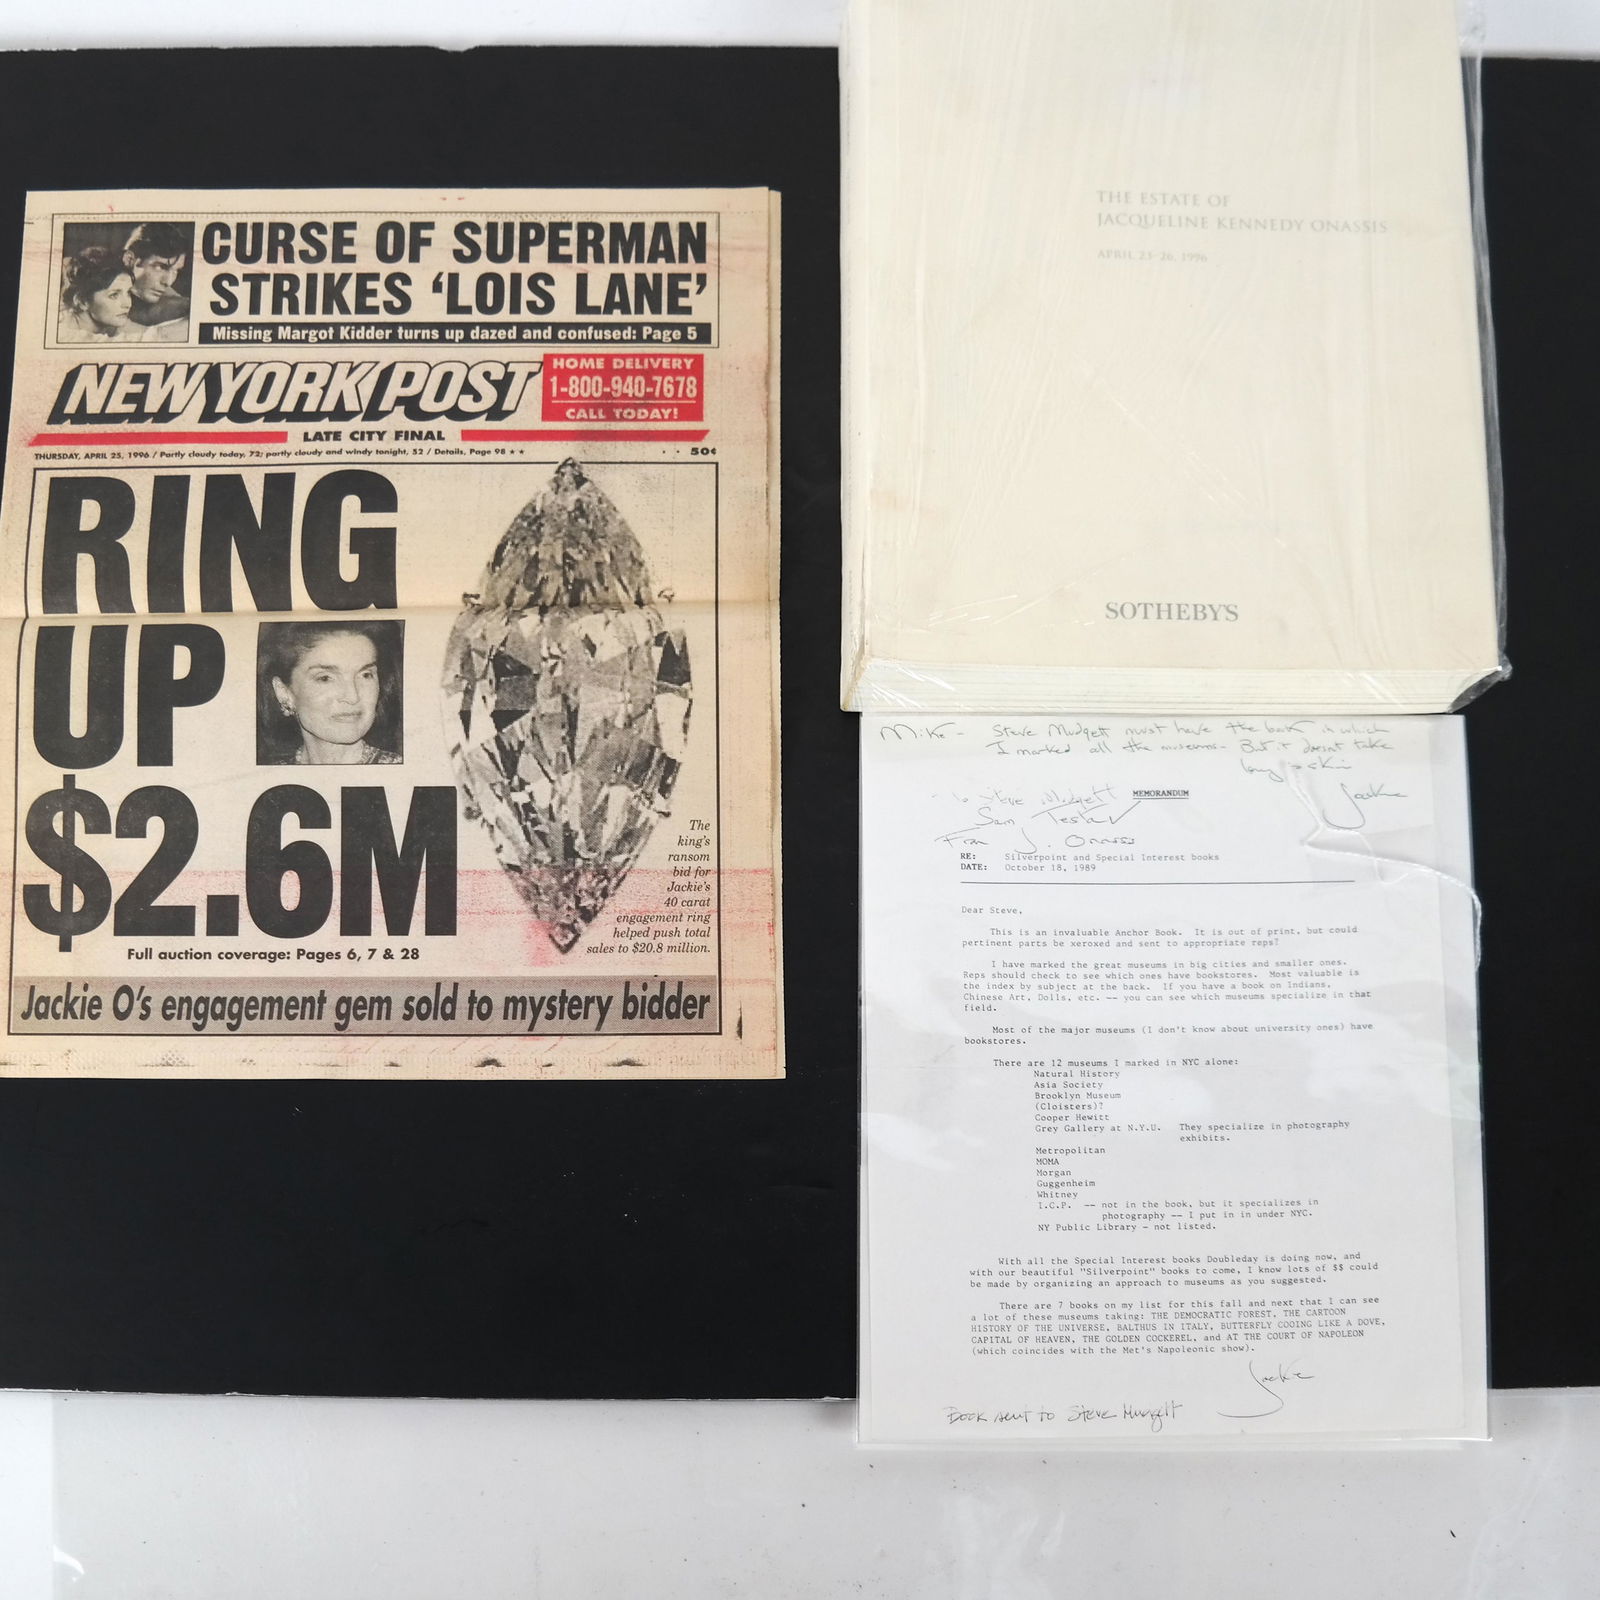 CURSE OF SUPERMAN
STRIKES ‘LOIS LANE’
Missing Margot Kidder turns up dazed and confused: Page 5
NEW YORK POST
HOME DELIVERY
1-800-940-7678
CALL TODAY!
LATE CITY FINAL
THURSDAY, APRIL 25, 1996 / Partly cloudy today, 72; partly cloudy and windy tonight, 52 / Details, Page 98 ★ ★
50¢
RING
UP
$2.6M
The
king's
ransom
bid for
Jackie's
40 carat
engagement ring
helped push total
sales to $20.8 million.
Full auction coverage: Pages 6, 7 & 28
Jackie O's engagement gem sold to mystery bidder
THE ESTATE OF
JACQUELINE KENNEDY ONASSIS
APRIL 23-26, 1996
SOTHEBY'S
Mike - Steve Mudgett must have the book in which
I marked all the museums - But it doesnt take
Jackie
To Steve Mudgett
MEMORANDUM
Sam Testa
From J. Onassis
RE: Silverpoint and Special Interest books
DATE: October 18, 1989
Dear Steve,
This is an invaluable Anchor Book. It is out of print, but could
pertinent parts be xeroxed and sent to appropriate reps?
I have marked the great museums in big cities and smaller ones.
Reps should check to see which ones have bookstores. Most valuable is
the index by subject at the back. If you have a book on Indians,
Chinese Art, Dolls, etc. -- you can see which museums specialize in that
field.
Most of the major museums (I don't know about university ones) have
bookstores.
There are 12 museums I marked in NYC alone:
Natural History
Asia Society
Brooklyn Museum
(Cloisters)?
Cooper Hewitt
Grey Gallery at N.Y.U. They specialize in photography
exhibits.
Metropolitan
MOMA
Morgan
Guggenheim
Whitney
I.C.P. -- not in the book, but it specializes in
photography -- I put in in under NYC.
NY Public Library - not listed.
With all the Special Interest books Doubleday is doing now, and
with our beautiful "Silverpoint" books to come, I know lots of $$ could
be made by organizing an approach to museums as you suggested.
There are 7 books on my list for this fall and next that I can see
a lot of these museums taking: THE DEMOCRATIC FOREST, THE CARTOON
HISTORY OF THE UNIVERSE, BALTHUS IN ITALY, BUTTERFLY COOING LIKE A DOVE,
CAPITAL OF HEAVEN, THE GOLDEN COCKEREL, and AT THE COURT OF NAPOLEON
(which coincides with the Met's Napoleonic show).
Jackie
Book sent to Steve Mudgett